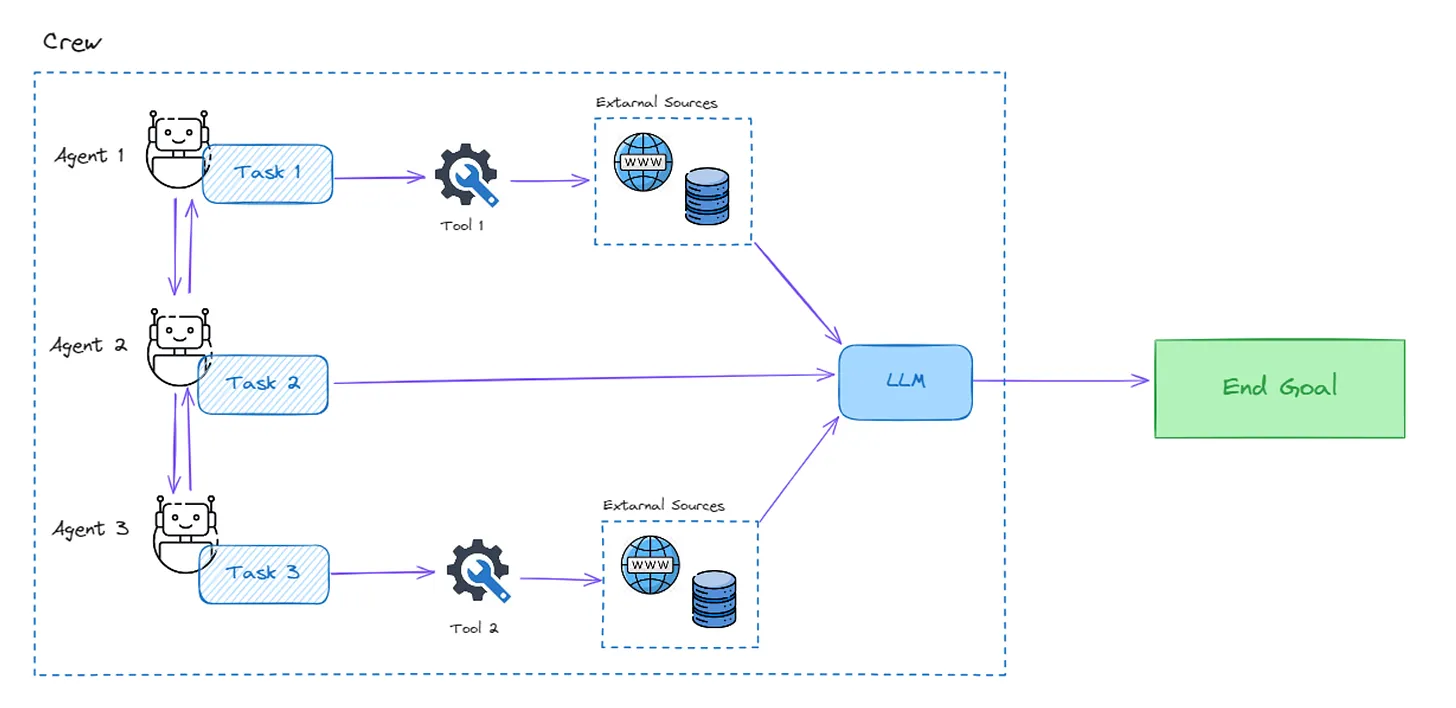 Crew
Extarnal Sources
Agent 1
Task 1
WWW
Tool 1
Agent 2
Task 2
LLM
End Goal
Extarnal Sources
Agent 3
Task 3
WWW
Tool 2